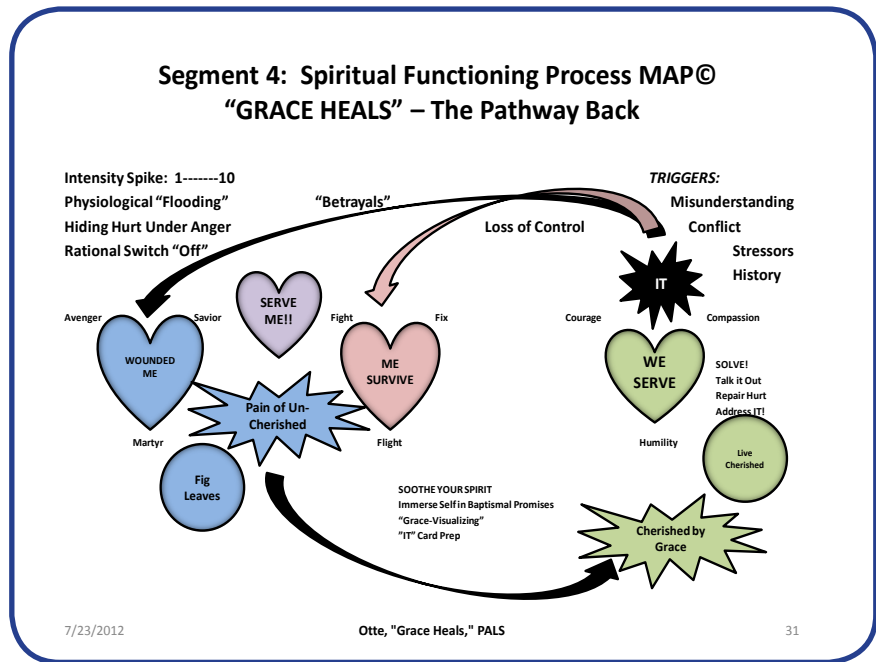 Segment 4:  Spiritual Functioning Process MAP©
“GRACE HEALS” – The Pathway Back
Intensity Spike:  1-------10
Physiological “Flooding”
Hiding Hurt Under Anger
Rational Switch “Off”
“Betrayals”
Loss of Control
TRIGGERS:
Misunderstanding
Conflict
Stressors
History
IT
Avenger
Savior
WOUNDED
ME
Martyr
SERVE
ME!!
Fight
Fix
ME
SURVIVE
Flight
Pain of Un-
Cherished
Fig
Leaves
Courage
Compassion
WE
SERVE
Humility
SOLVE!
Talk it Out
Repair Hurt
Address IT!
Live
Cherished
SOOTHE YOUR SPIRIT
Immerse Self in Baptismal Promises
“Grace-Visualizing”
”IT” Card Prep
Cherished by
Grace
7/23/2012
Otte, "Grace Heals," PALS
31